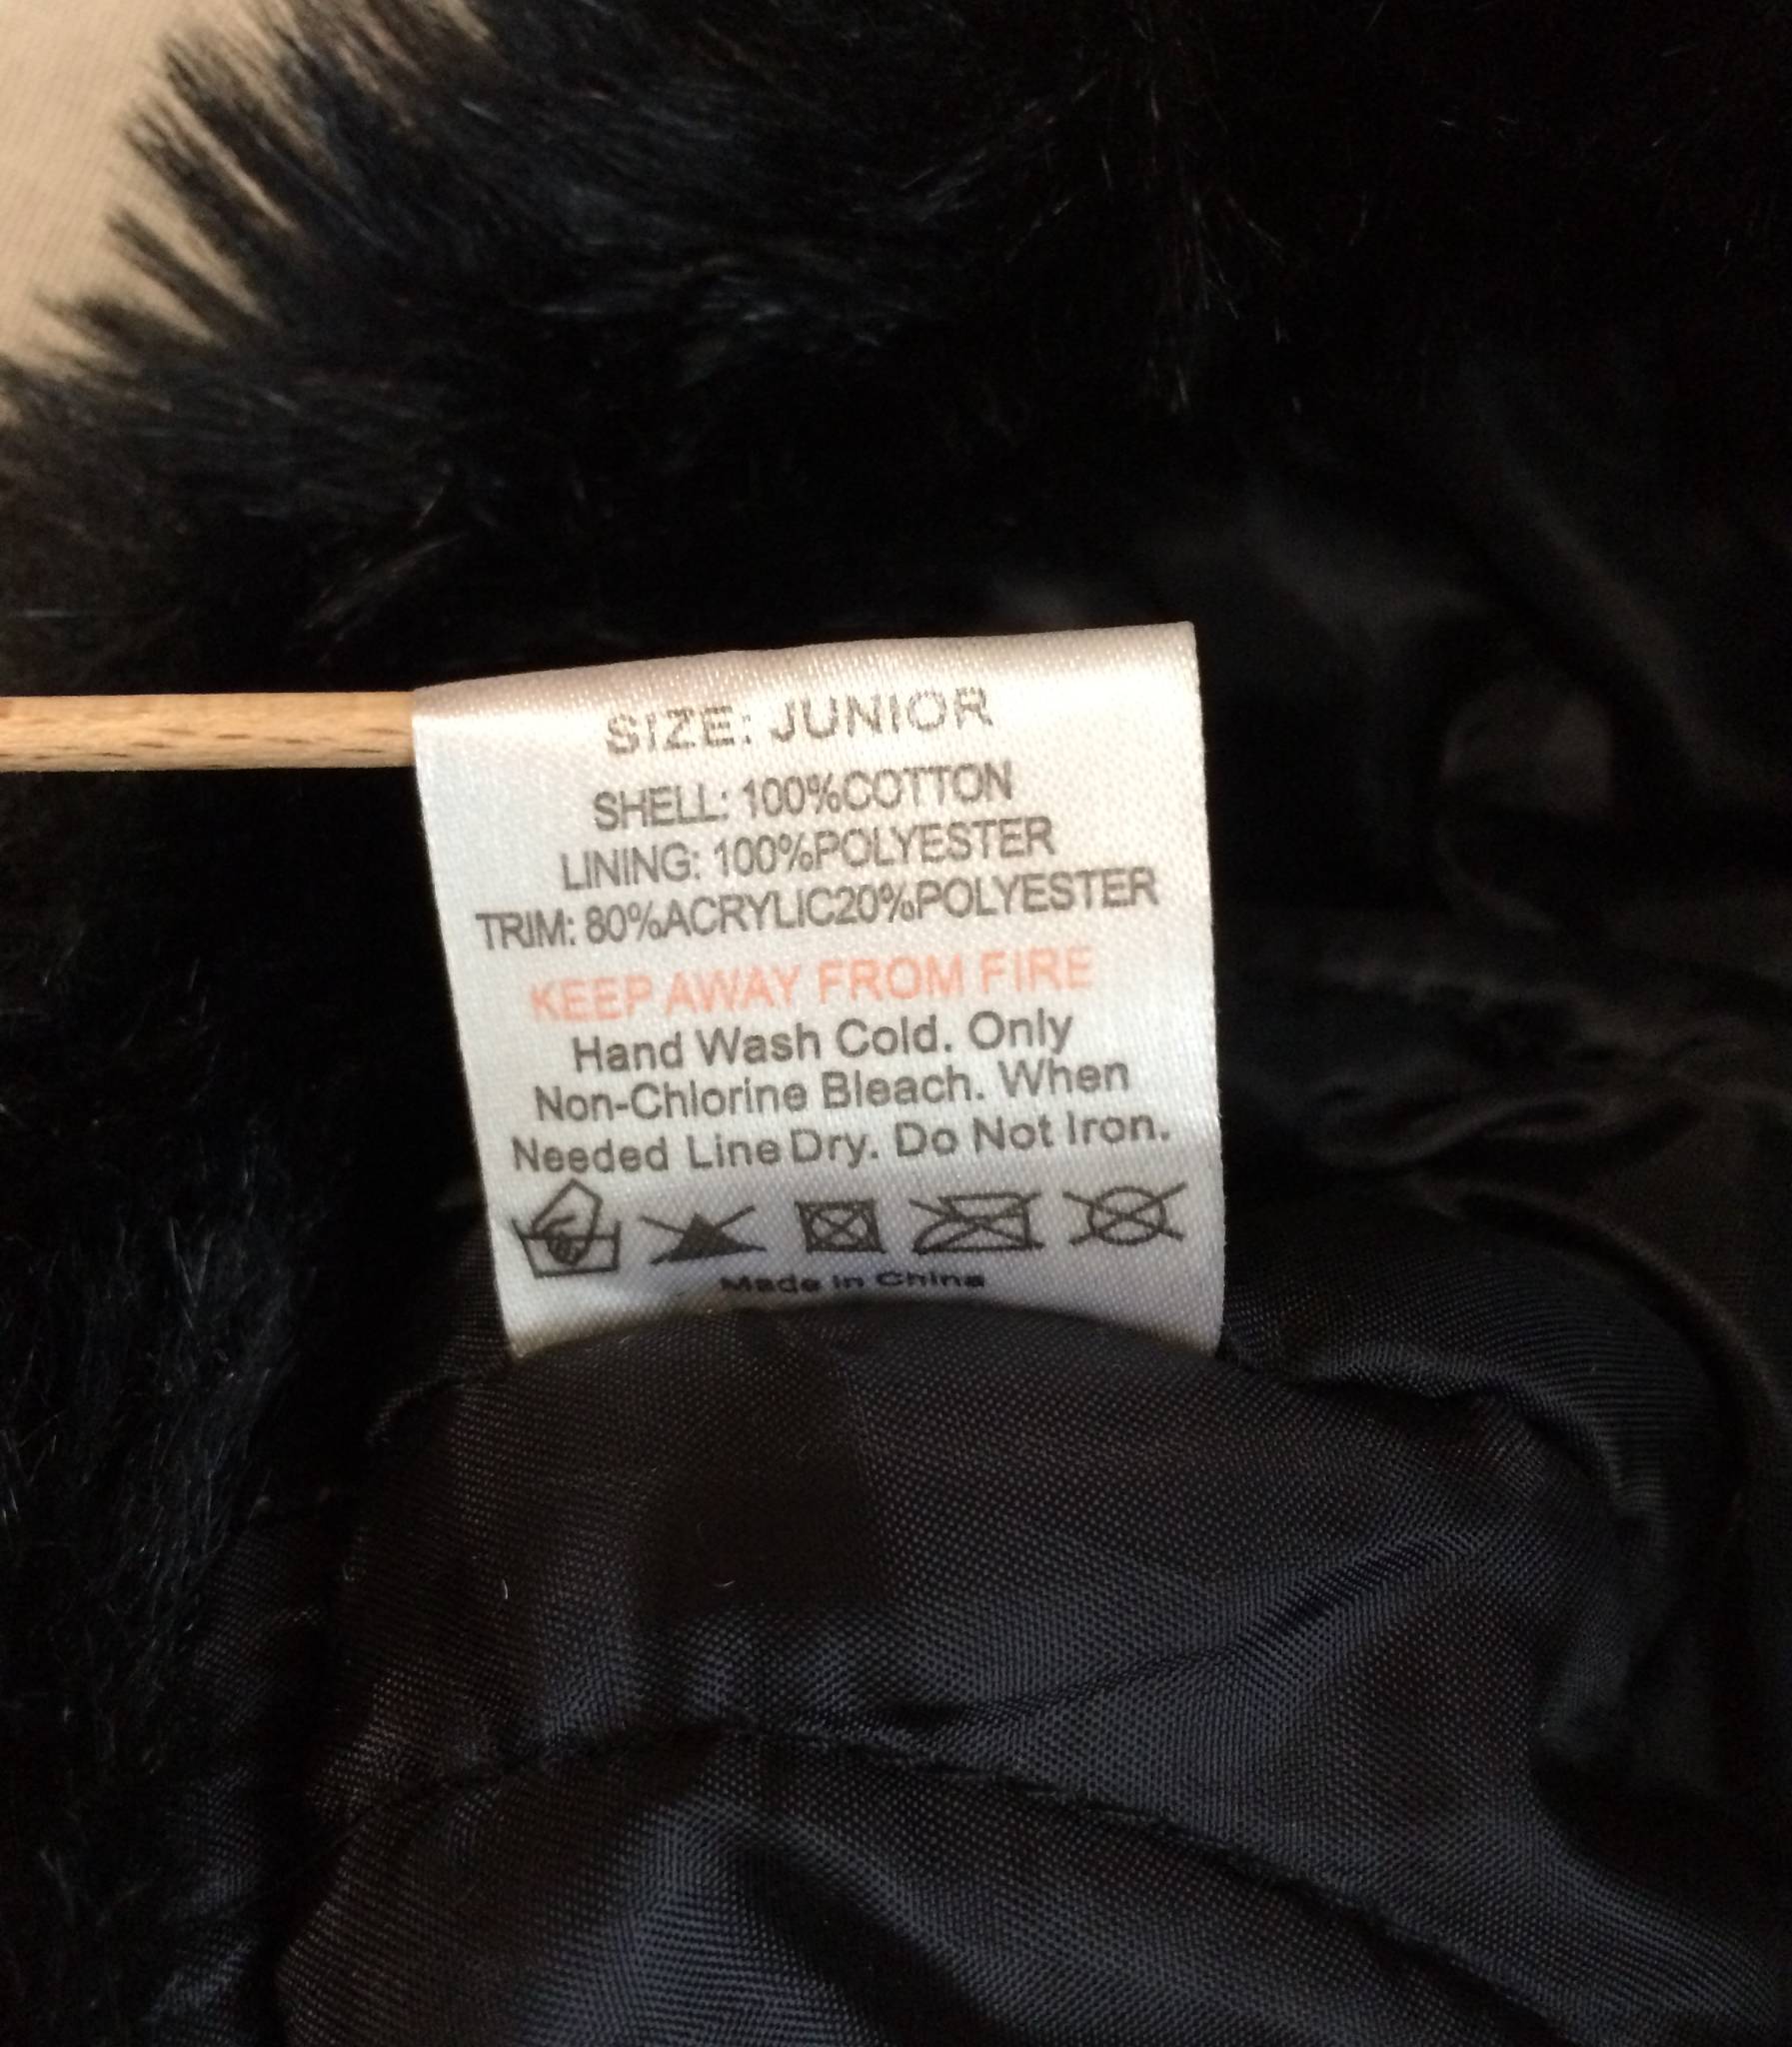 SIZE: JUNIOR
SHELL: 100%COTTON
LINING: 100%POLYESTER
TRIM: 80%ACRYLIC20%POLYESTER
KEEP AWAY FROM FIRE
Hand Wash Cold. Only
Non-Chlorine Bleach. When
Needed Line Dry. Do Not Iron.
Made in China